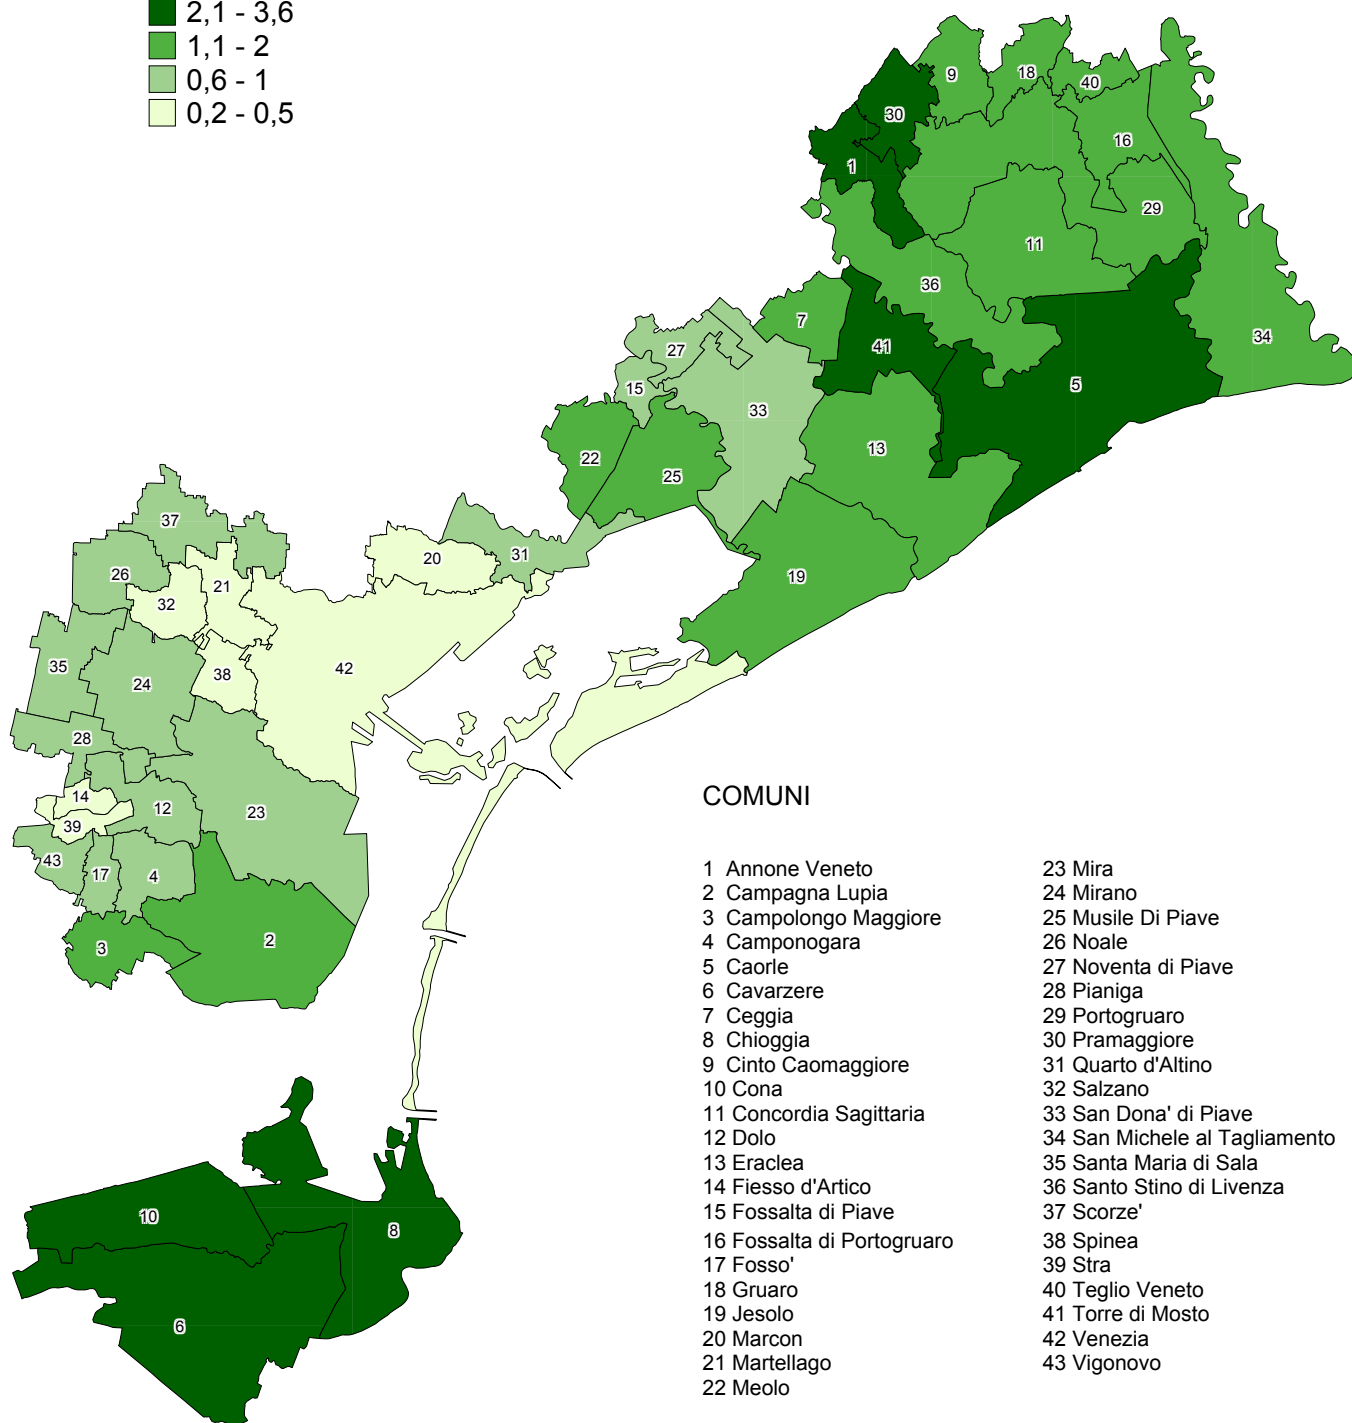 2,1 - 3,6
1,1 - 2
0,6 - 1
0,2 - 0,5
9
18
40
30
16
1
29
11
36
7
34
27
41
15
5
33
13
22
25
37
20
31
26
21
32
19
35
42
38
24
28
14
12
23
39
43
17
4
3
2
10
8
6
COMUNI
1 Annone Veneto
2 Campagna Lupia
3 Campolongo Maggiore
4 Camponogara
5 Caorle
6 Cavarzere
7 Ceggia
8 Chioggia
9 Cinto Caomaggiore
10 Cona
11 Concordia Sagittaria
12 Dolo
13 Eraclea
14 Fiesso d'Artico
15 Fossalta di Piave
16 Fossalta di Portogruaro
17 Fosso'
18 Gruaro
19 Jesolo
20 Marcon
21 Martellago
22 Meolo
23 Mira
24 Mirano
25 Musile Di Piave
26 Noale
27 Noventa di Piave
28 Pianiga
29 Portogruaro
30 Pramaggiore
31 Quarto d'Altino
32 Salzano
33 San Dona' di Piave
34 San Michele al Tagliamento
35 Santa Maria di Sala
36 Santo Stino di Livenza
37 Scorze'
38 Spinea
39 Stra
40 Teglio Veneto
41 Torre di Mosto
42 Venezia
43 Vigonovo